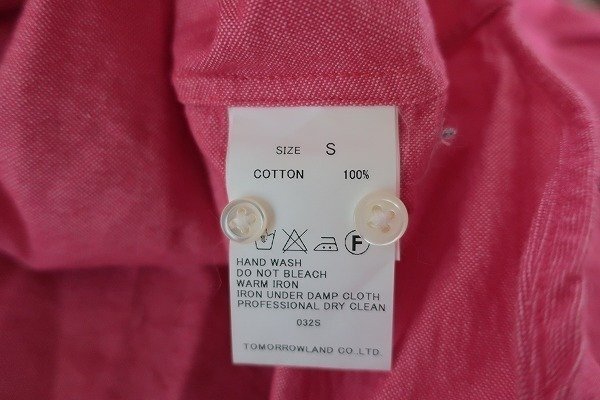 SIZE S
COTTON 100%
F
HAND WASH
DO NOT BLEACH
WARM IRON
IRON UNDER DAMP CLOTH
PROFESSIONAL DRY CLEAN
032S
TOMORROWLAND CO.,LTD.